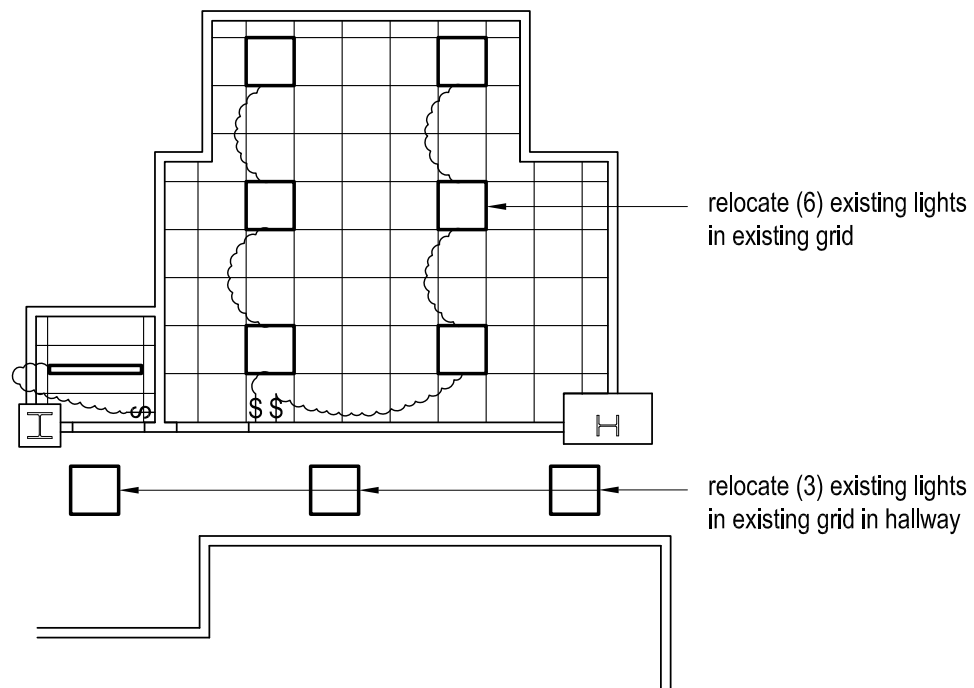 relocate (6) existing lights
in existing grid
$
$ $
relocate (3) existing lights
in existing grid in hallway